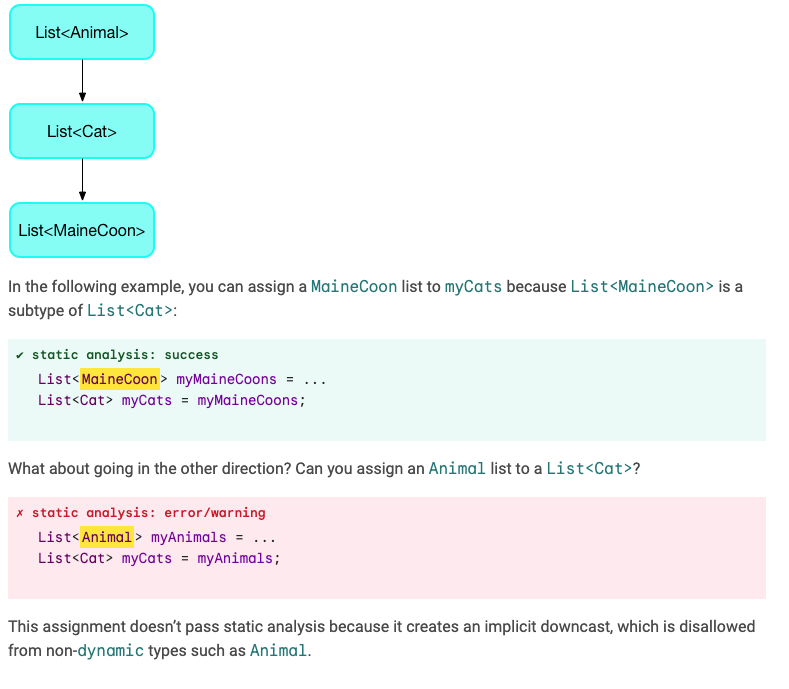 List<Animal>
List<Cat>
List<MaineCoon>
In the following example, you can assign a MaineCoon list to myCats because List<MaineCoon> is a
subtype of List<Cat>:
✔ static analysis: success
List<MaineCoon> myMaineCoons = ...
List<Cat> myCats = myMaineCoons;
What about going in the other direction? Can you assign an Animal list to a List<Cat>?
✗ static analysis: error/warning
List<Animal> myAnimals = ...
List<Cat> myCats = myAnimals;
This assignment doesn’t pass static analysis because it creates an implicit downcast, which is disallowed
from non-dynamic types such as Animal.